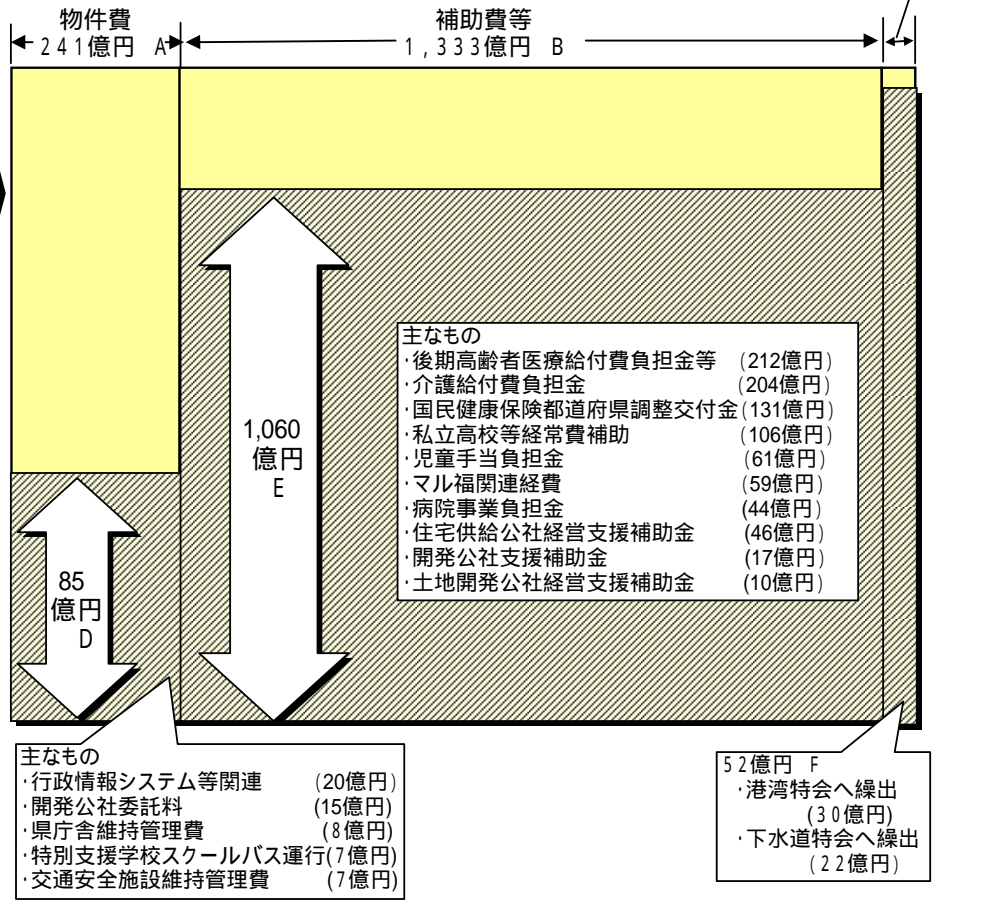 物件費
241億円 A
補助費等
1,333億円 B
主なもの
・後期高齢者医療給付費負担金等 (212億円)
・介護給付費負担金 (204億円)
・国民健康保険都道府県調整交付金(131億円)
・私立高校等経常費補助 (106億円)
・児童手当負担金 (61億円)
・マル福関連経費 (59億円)
・病院事業負担金 (44億円)
・住宅供給公社経営支援補助金 (46億円)
・開発公社支援補助金 (17億円)
・土地開発公社経営支援補助金 (10億円)
1,060
億円
E
85
億円
D
主なもの
・行政情報システム等関連 (20億円)
・開発公社委託料 (15億円)
・県庁舎維持管理費 (8億円)
・特別支援学校スクールバス運行(7億円)
・交通安全施設維持管理費 (7億円)
52億円 F
・港湾特会へ繰出
(30億円)
・下水道特会へ繰出
(22億円)